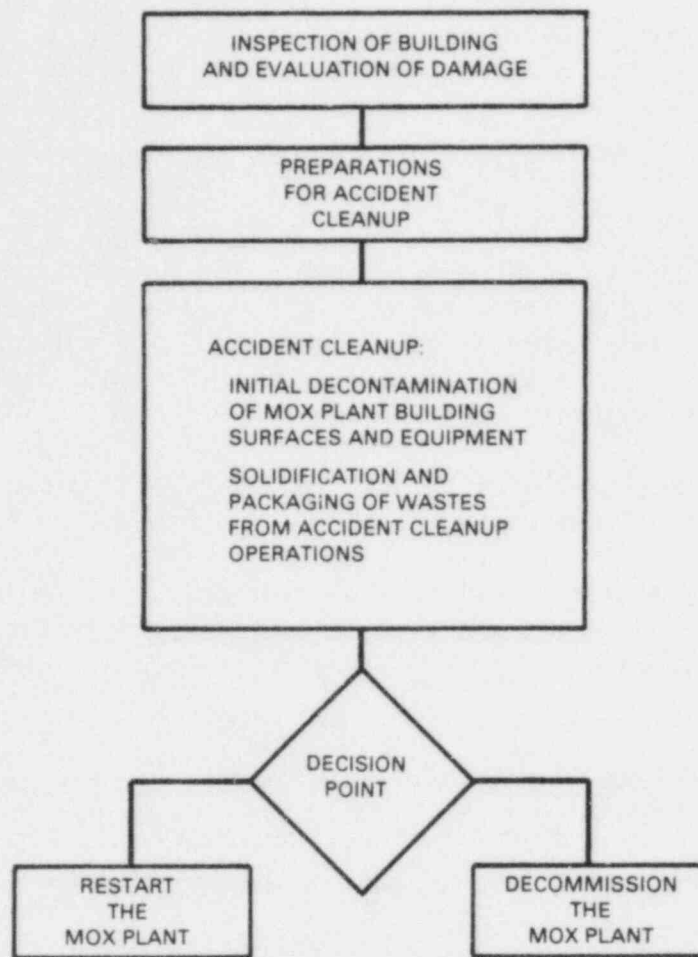 INSPECTION OF BUILDING
AND EVALUATION OF DAMAGE
PREPARATIONS
FOR ACCIDENT
CLEANUP
ACCIDENT CLEANUP:
INITIAL DECONTAMINATION
OF MOX PLANT BUILDING
SURFACES AND EQUIPMENT
SOLIDIFICATION AND
PACKAGING OF WASTES
FROM ACCIDENT CLEANUP
OPERATIONS
DECISION
POINT
RESTART
THE
MOX PLANT
DECOMMISSION
THE
MOX PLANT